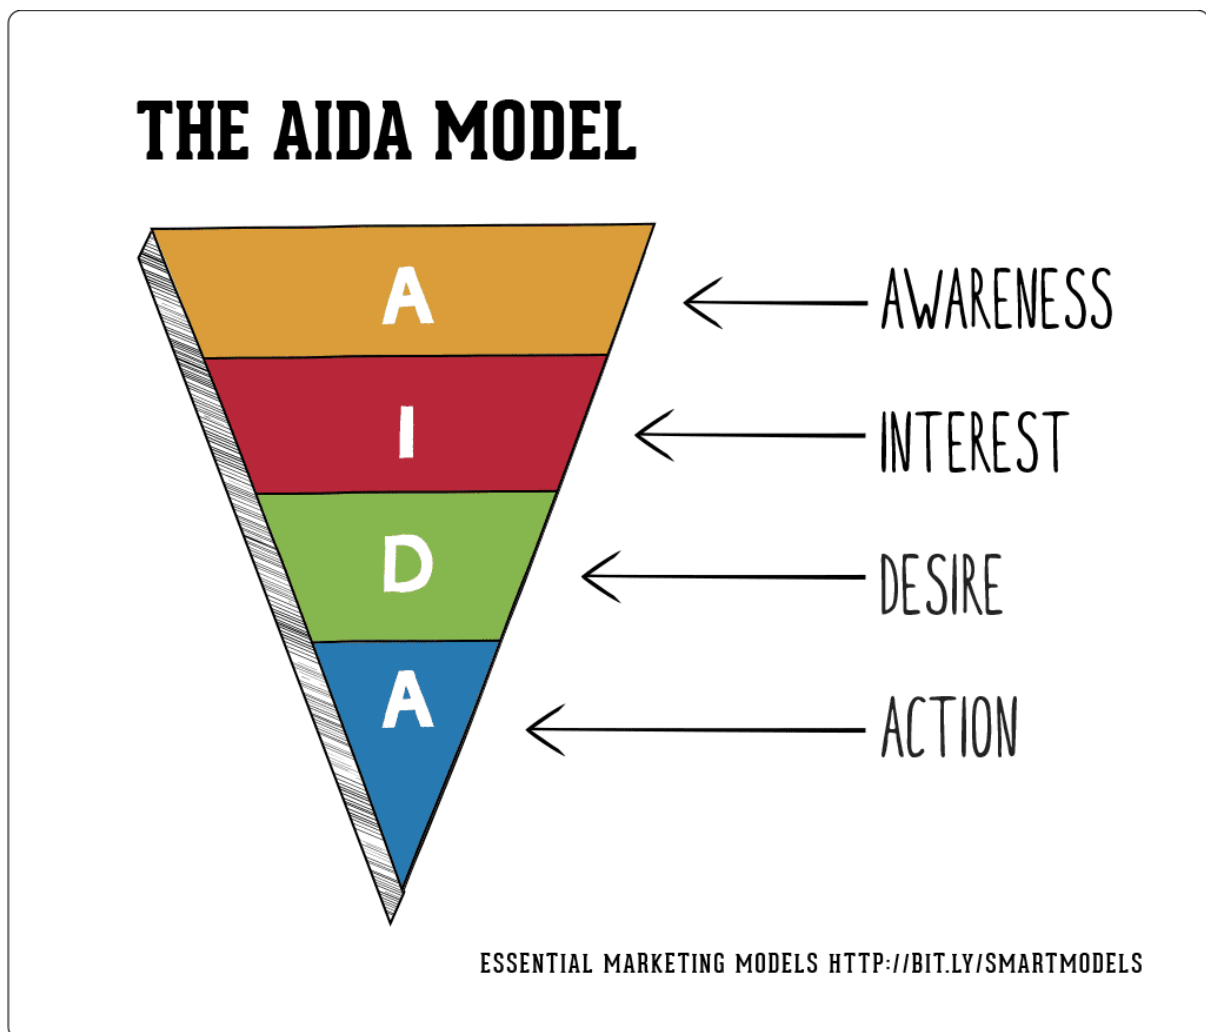 THE AIDA MODEL
A
AWARENESS
I
INTEREST
D
DESIRE
A
ACTION
ESSENTIAL MARKETING MODELS HTTP://BIT.LY/SMARTMODELS